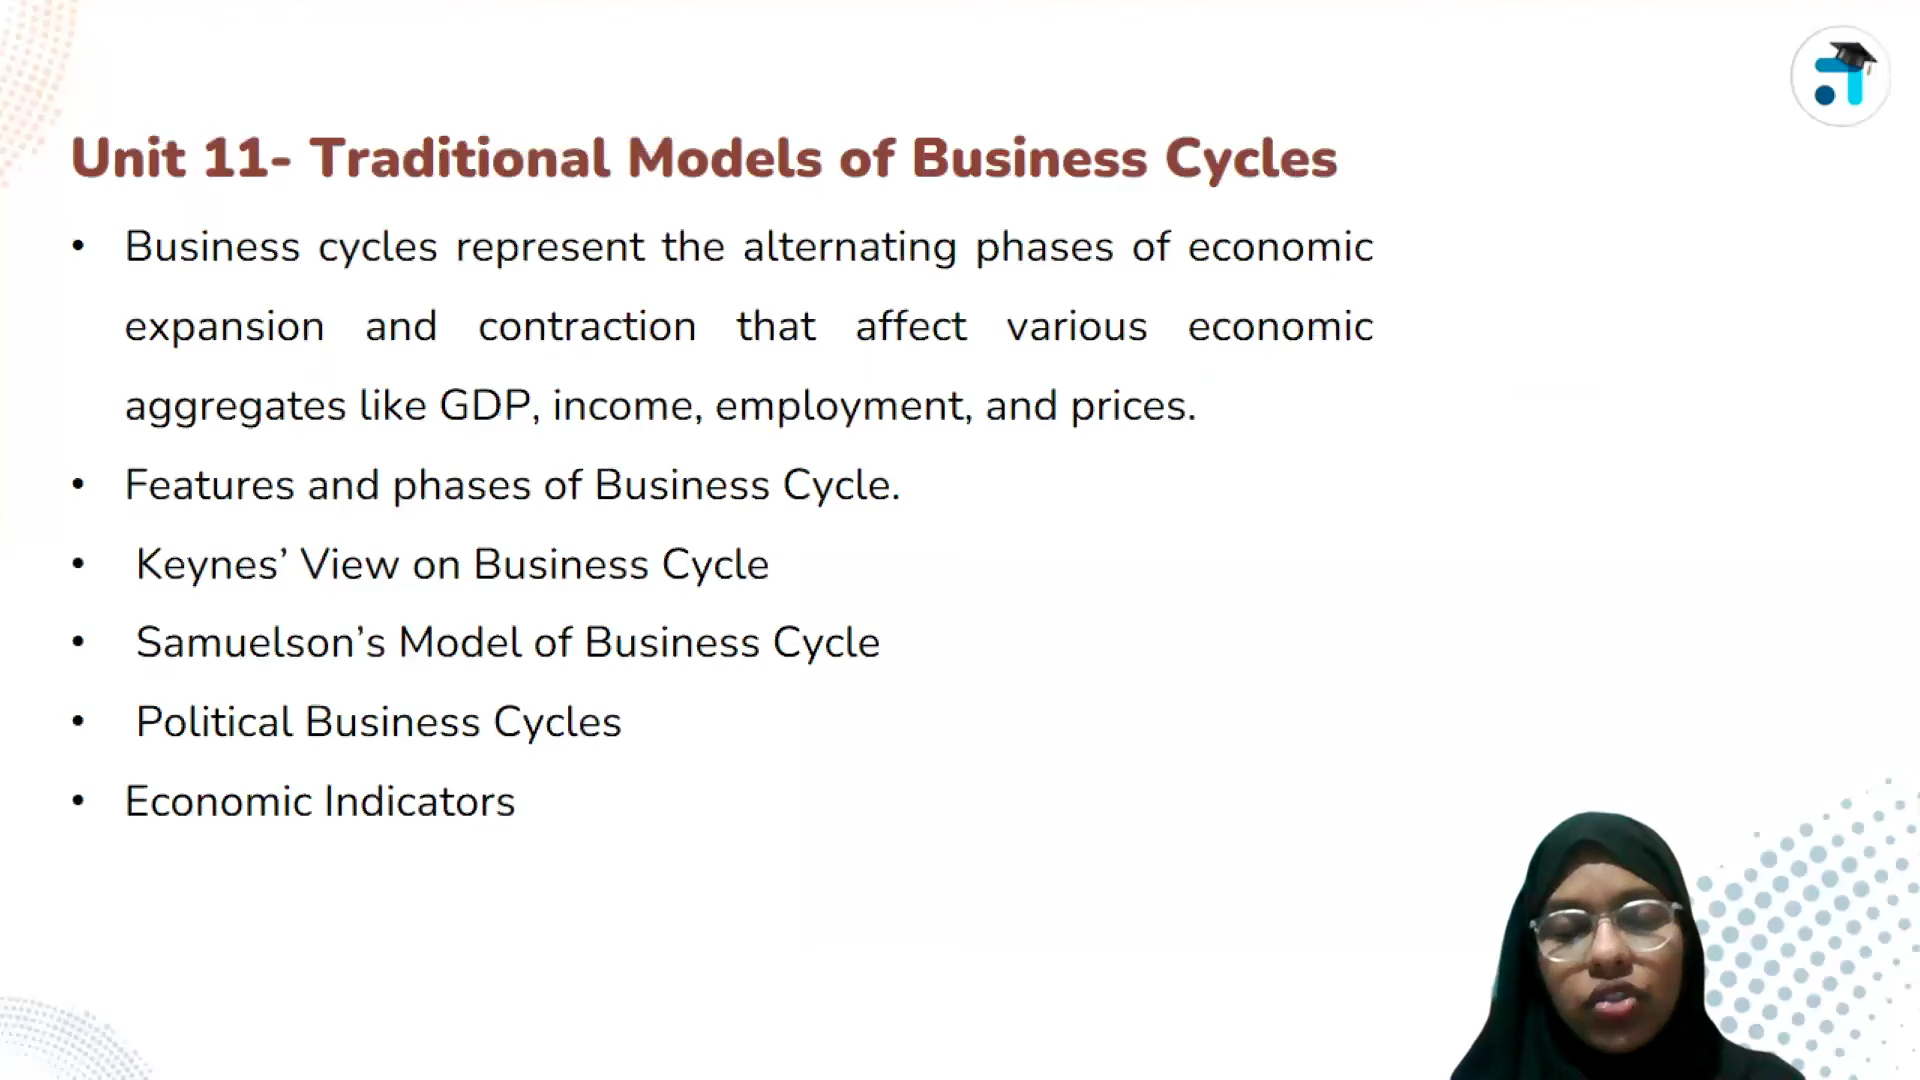 Unit 11- Traditional Models of Business Cycles
• Business cycles represent the alternating phases of economic
expansion and contraction that affect various economic
aggregates like GDP, income, employment, and prices.
• Features and phases of Business Cycle.
• Keynes’ View on Business Cycle
• Samuelson’s Model of Business Cycle
• Political Business Cycles
• Economic Indicators